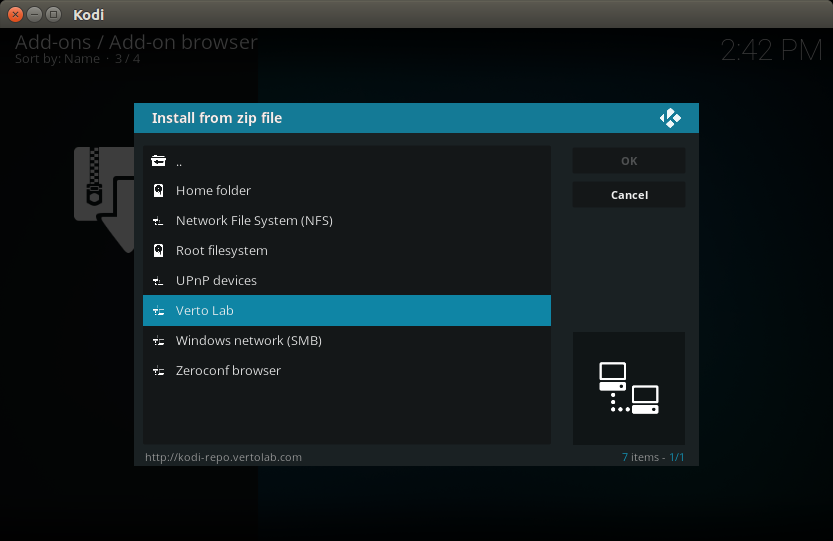 Kodi
Add-ons / Add-on browser
Sort by: Name · 3 / 4
2:42 PM
Install from zip file
..
Home folder
Network File System (NFS)
Root filesystem
UPnP devices
Verto Lab
Windows network (SMB)
Zeroconf browser
OK
Cancel
http://kodi-repo.vertolab.com
7 items - 1/1